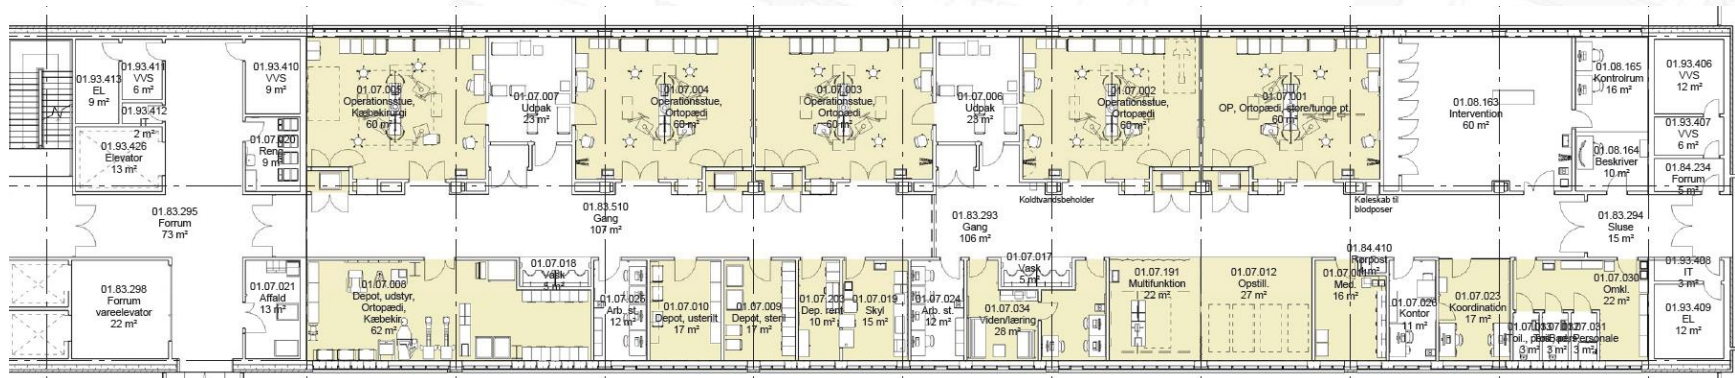 01.93.413
EL
9 m²
01.93.411
VVS
6 m²
01.93.412
IT
2 m²
01.93.426
Elevator
13 m²
01.93.410
VVS
9 m²
9 m²
Operationsstue,
Kæbekirurgi
60 m²
01.07.007
Udpak
23 m²
01.07.004
Operationsstue,
Ortopædi
60 m²
01.07.003
Operationsstue,
Ortopædi
60 m²
01.07.006
Udpak
23 m²
01.07.002
Operationsstue,
Ortopædi
60 m²
01.07.001
OP, Ortopædi, store/tunge pt.
60 m²
01.08.163
Intervention
60 m²
01.08.165
Kontrolrum
16 m²
01.08.164
Beskriver
10 m²
01.93.406
VVS
12 m²
01.93.407
VVS
6 m²
01.84.234
Forrum
5 m²
Koldtvandsbeholder
Køleskab til
blodposer
01.83.295
Forrum
73 m²
01.83.510
Gang
107 m²
01.83.293
Gang
106 m²
01.84.410
Rørpost
01.83.294
Sluse
15 m²
01.83.298
Forrum
vareelevator
22 m²
01.07.021
Affald
13 m²
01.07.008
Depot, udstyr,
Ortopædi,
Kæbekir.
62 m²
01.07.018
Vask
5 m²
Arb. st.
12 m²
01.07.010
Depot, usterilt
17 m²
01.07.009
Depot, steril
17 m²
01.07.203
Dep. rent
10 m²
01.07.019
Skyl
15 m²
01.07.024
Arb. st.
12 m²
01.07.017
Vask
5 m²
01.07.034
Viden/læring
28 m²
01.07.191
Multifunktion
22 m²
01.07.012
Opstill.
27 m²
Med.
16 m²
01.07.026
Kontor
11 m²
01.07.023
Koordination
17 m²
01.07.030
Omkl.
22 m²
3 m²
3 m²
3 m²
01.93.408
IT
3 m²
01.93.409
EL
12 m²